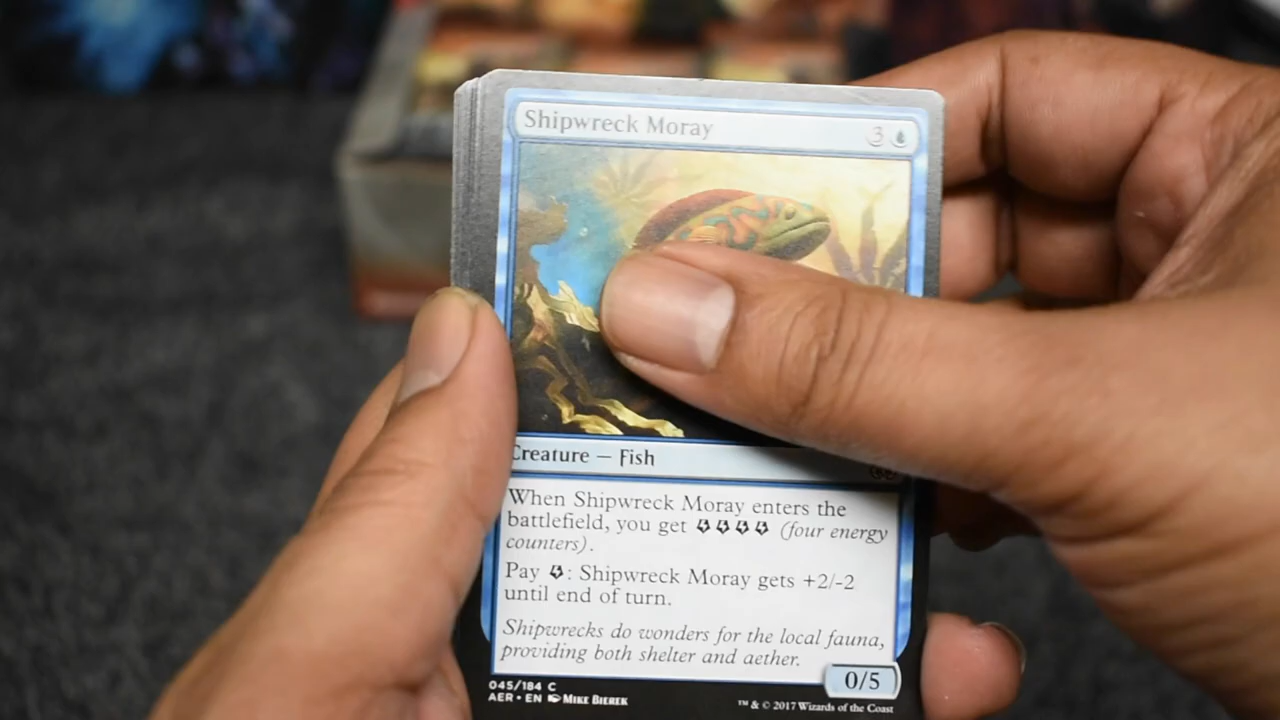 Shipwreck Moray 3
Creature — Fish
When Shipwreck Moray enters the
battlefield, you get (four energy
counters).
Pay : Shipwreck Moray gets +2/-2
until end of turn.
Shipwrecks do wonders for the local fauna,
providing both shelter and aether.
0/5
045/184 C
AER • EN Mike Bierek
™ & © 2017 Wizards of the Coast